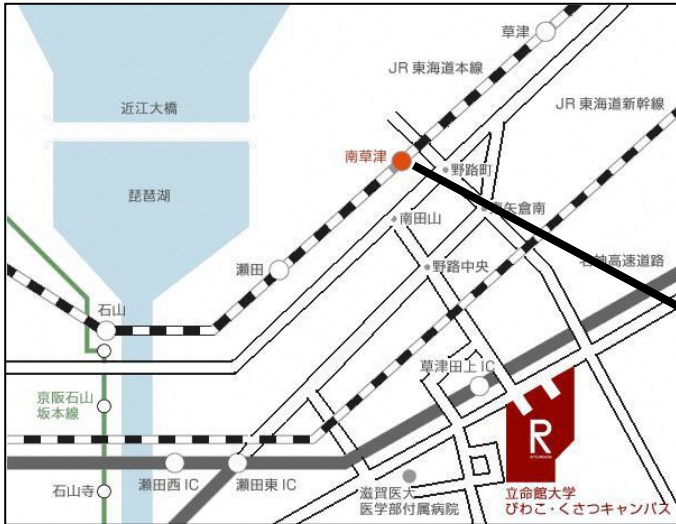 草津
JR 東海道本線
JR 東海道新幹線
近江大橋
南草津
野路町
琵琶湖
矢倉南
南田山
瀬田
野路中央
名神高速道路
石山
草津田上 IC
京阪石山
坂本線
R
石山寺
瀬田西 IC
瀬田東 IC
滋賀医大
医学部付属病院
立命館大学
びわこ・くさつキャンパス